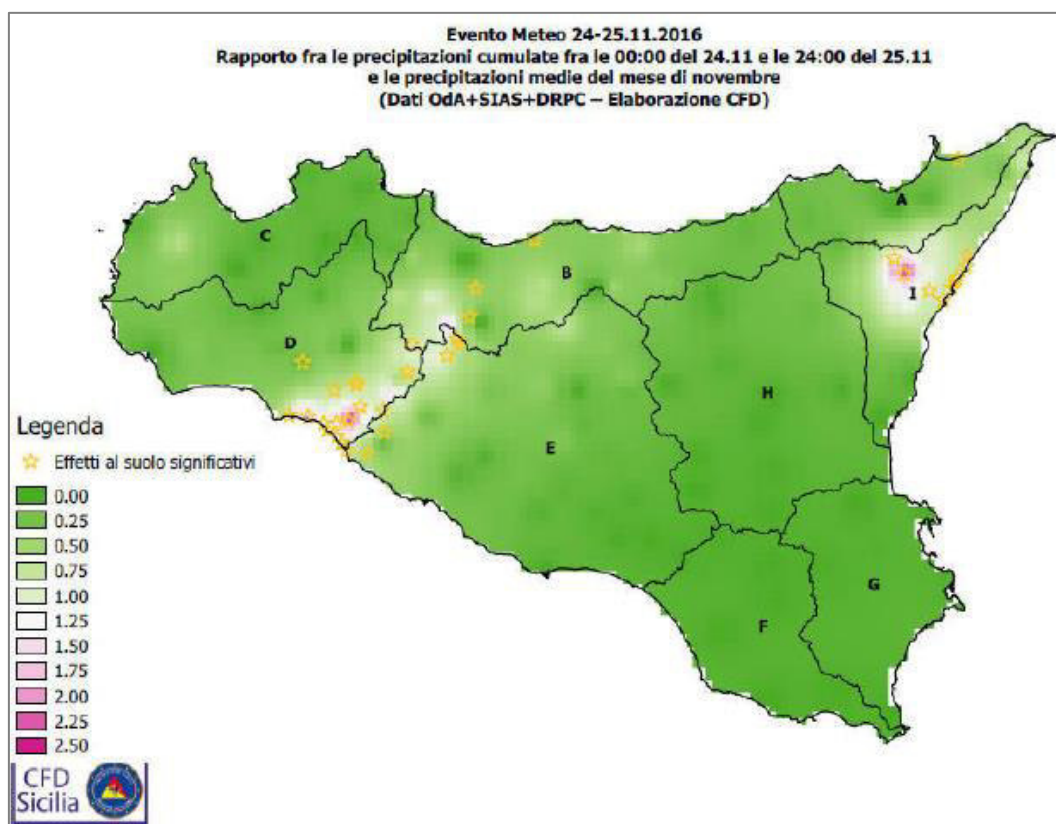 Evento Meteo 24-25.11.2016
Rapporto fra le precipitazioni cumulate fra le 00:00 del 24.11 e le 24:00 del 25.11
e le precipitazioni medie del mese di novembre
(Dati OdA+SIAS+DRPC – Elaborazione CFD)
A
C
B
I
D
H
E
G
F
Legenda
Effetti al suolo significativi
0.00
0.25
0.50
0.75
1.00
1.25
1.50
1.75
2.00
2.25
2.50
CFD
Sicilia